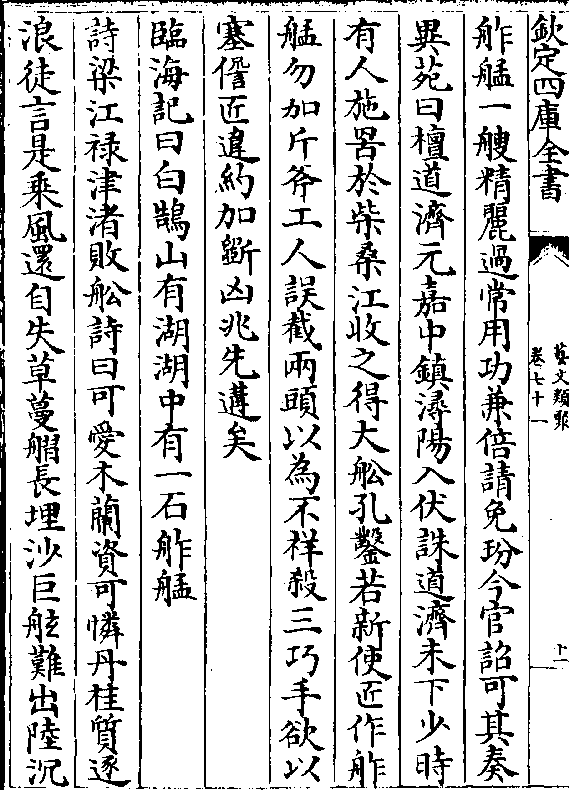 欽定四庫全書
藝文類聚
卷七十一
十一
舴艋一艘精麗過常用功兼倍請免玢今官詔可其奏
異苑曰檀道濟元嘉中鎮潯陽入伏誅道濟未下少時
有人施罟於柴桑江收之得大船孔鑿若新使匠作舴
艋勿加斤斧工人誤截兩頭以為不祥殺三巧手欲以
塞僭匠違約加斲凶兆先遘矣
臨海記曰白鵠山有湖湖中有一石舴艋
詩梁江禄津渚敗船詩曰可愛木蘭資可憐丹桂質逐
浪徒言是乗風還自失草蔓䑺長埋沙巨舷難出陸沉